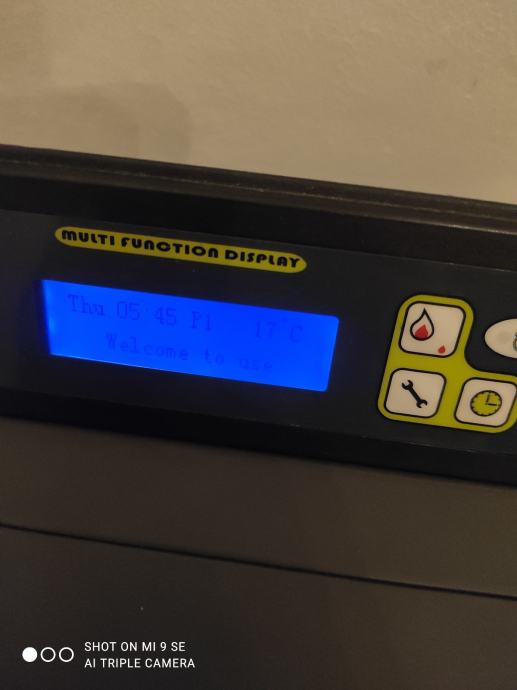 MULTI FUNCTION DISPLAY
Thu 05:45 P1 17°C
Welcome to use
SHOT ON MI 9 SE
AI TRIPLE CAMERA